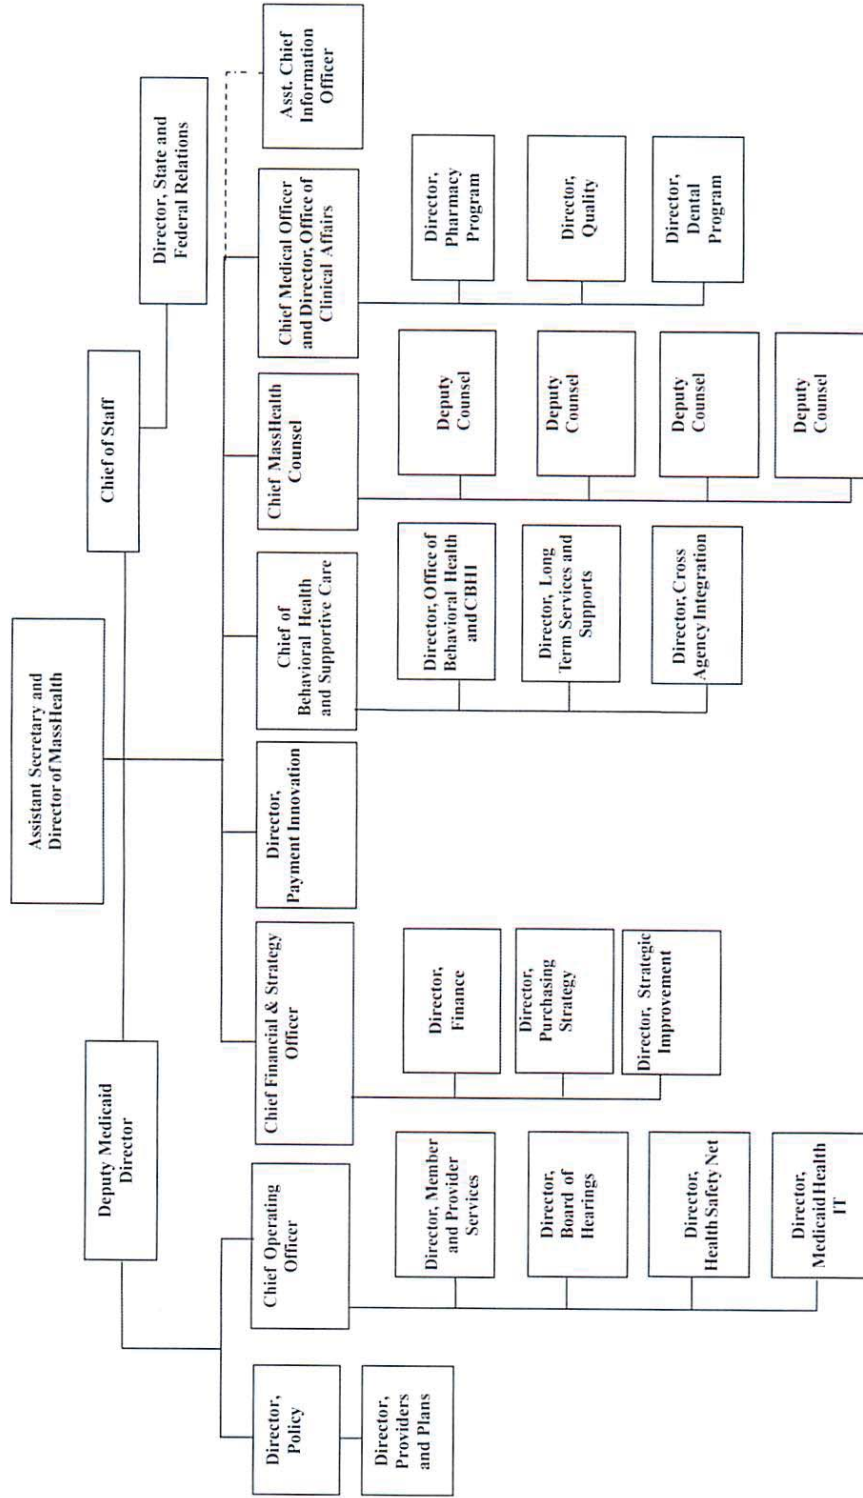 Assistant Secretary and
Director of MassHealth
Deputy Medicaid
Director
Chief of Staff
Director, State and
Federal Relations
Director,
Policy
Director,
Providers
and Plans
Chief Operating
Officer
Director, Member
and Provider
Services
Director,
Board of
Hearings
Director,
Health Safety Net
Director,
Medicaid Health
IT
Chief Financial & Strategy
Officer
Director,
Finance
Director,
Purchasing
Strategy
Director, Strategic
Improvement
Director,
Payment Innovation
Chief of
Behavioral Health
and Supportive Care
Director, Office of
Behavioral Health
and CBHI
Director, Long
Term Services and
Supports
Director, Cross
Agency Integration
Chief MassHealth
Counsel
Deputy
Counsel
Deputy
Counsel
Deputy
Counsel
Deputy
Counsel
Chief Medical Officer
and Director, Office of
Clinical Affairs
Director,
Pharmacy
Program
Director,
Quality
Director,
Dental
Program
Asst. Chief
Information
Officer